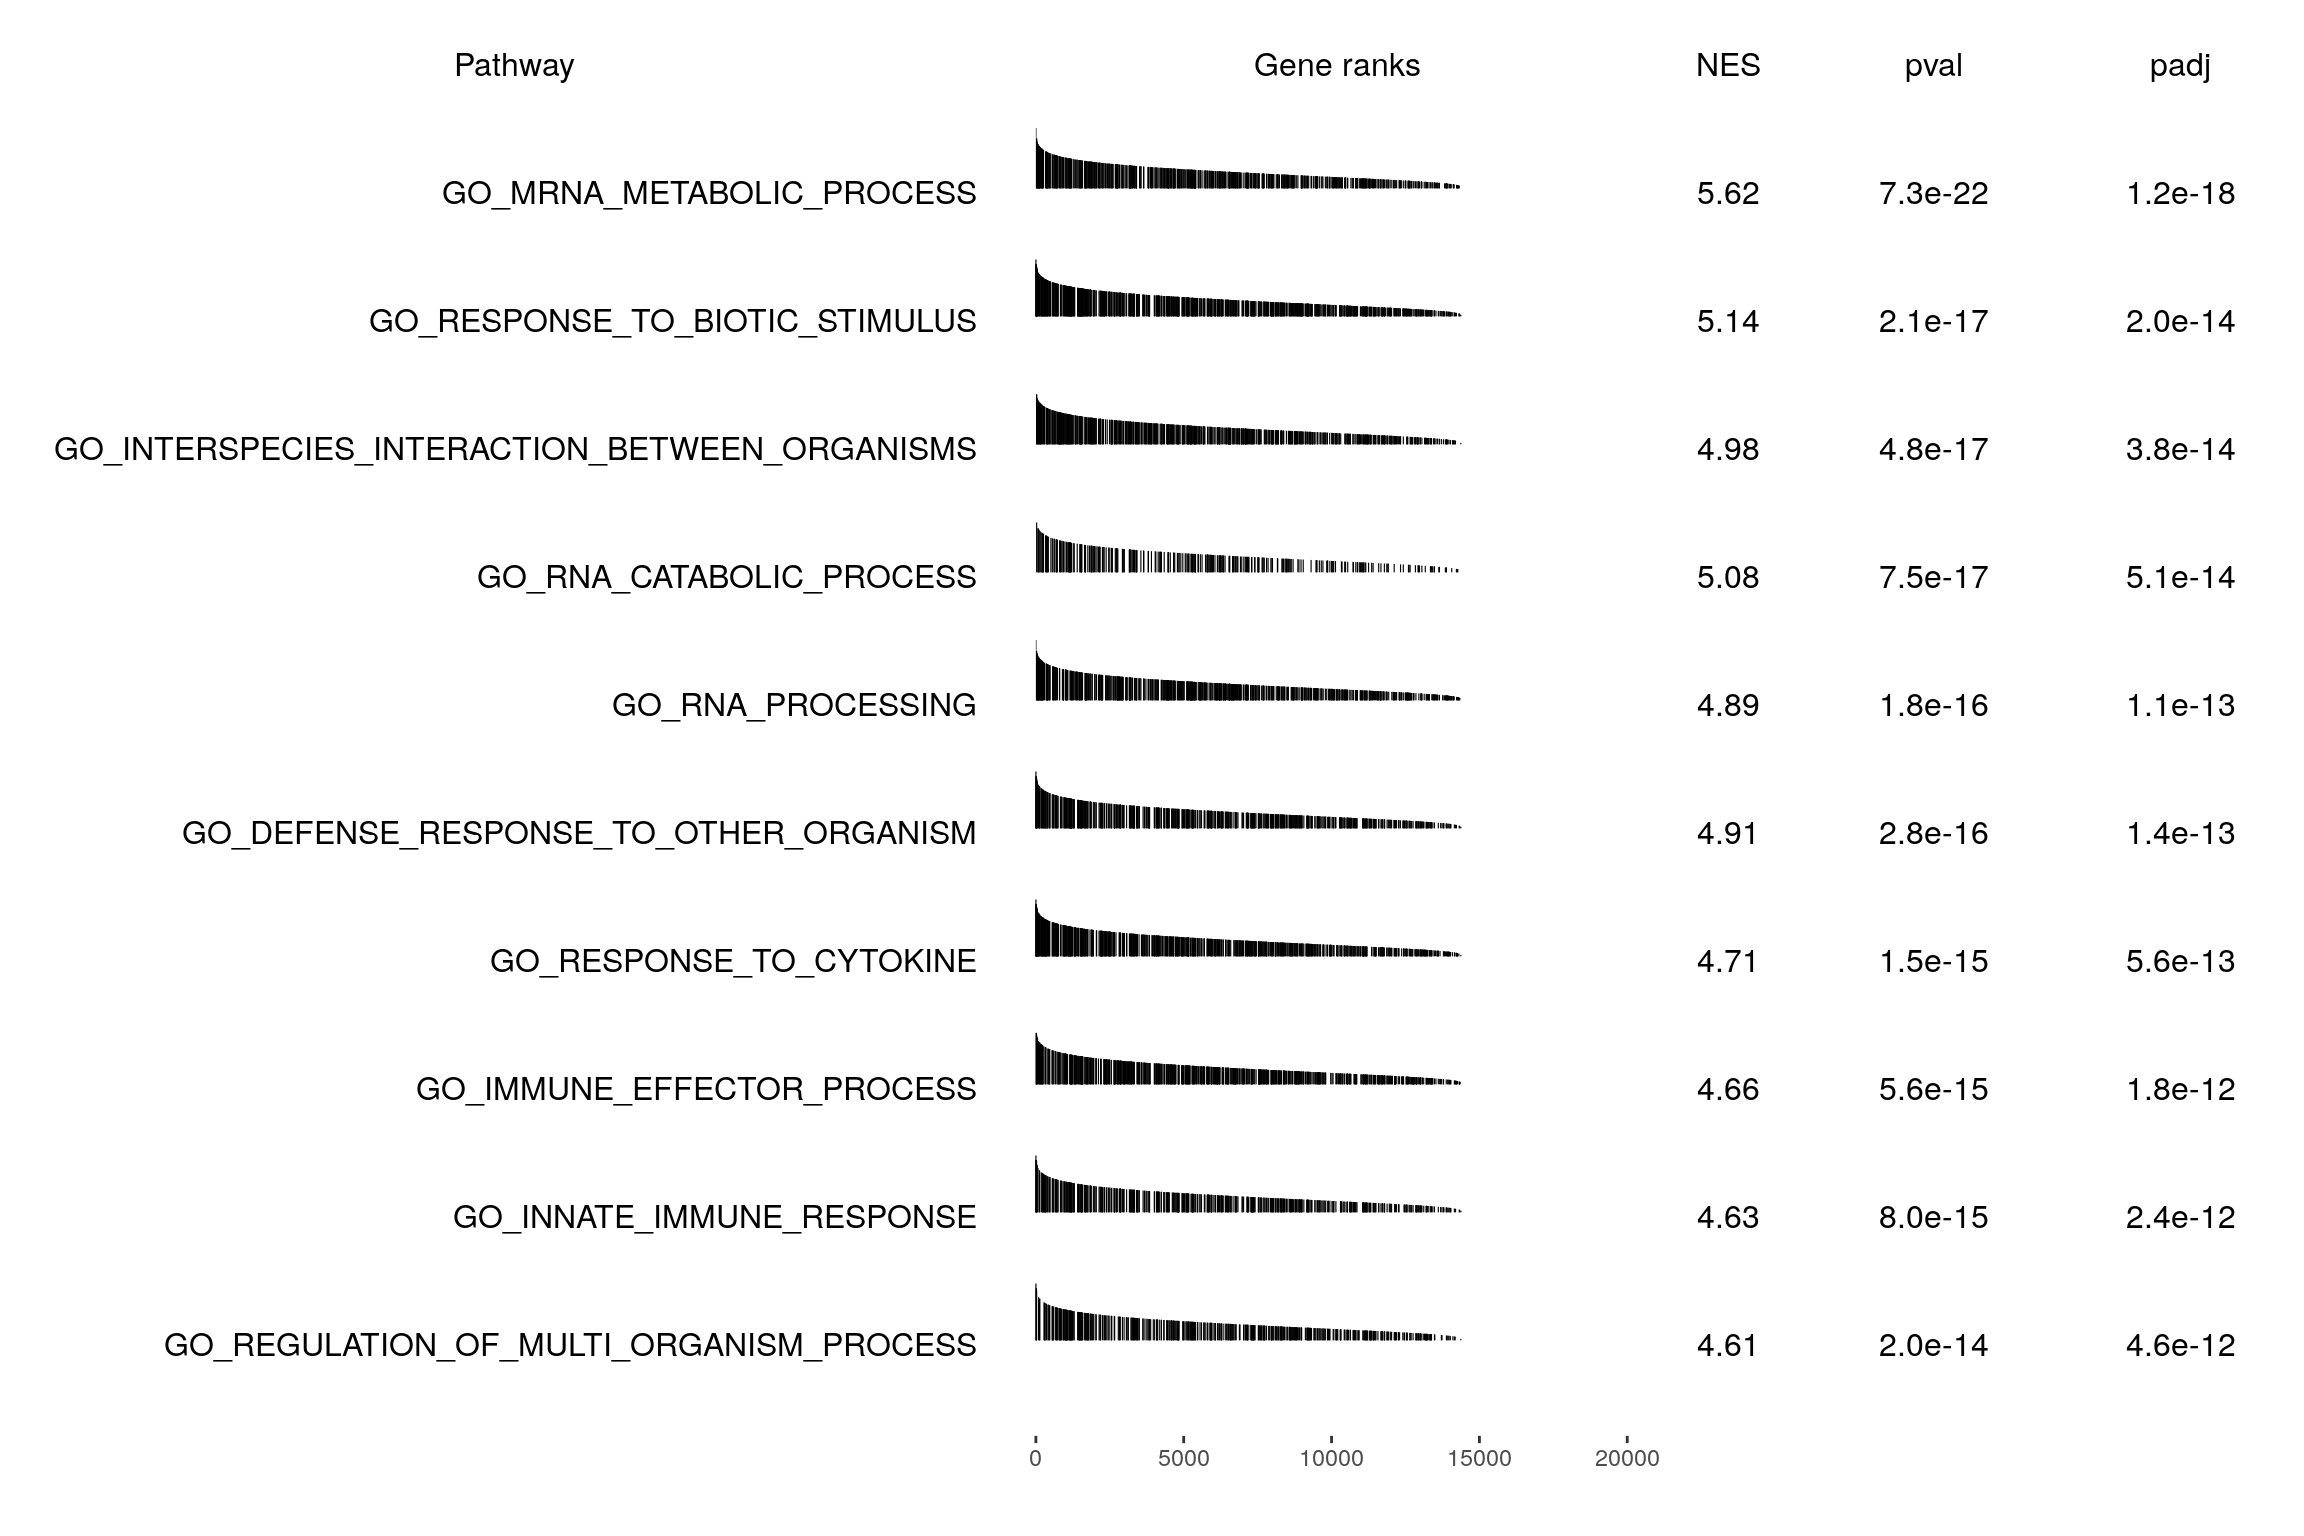 Pathway Gene ranks NES pval padj
GO_MRNA_METABOLIC_PROCESS 5.62 7.3e-22 1.2e-18
GO_RESPONSE_TO_BIOTIC_STIMULUS 5.14 2.1e-17 2.0e-14
GO_INTERSPECIES_INTERACTION_BETWEEN_ORGANISMS 4.98 4.8e-17 3.8e-14
GO_RNA_CATABOLIC_PROCESS 5.08 7.5e-17 5.1e-14
GO_RNA_PROCESSING 4.89 1.8e-16 1.1e-13
GO_DEFENSE_RESPONSE_TO_OTHER_ORGANISM 4.91 2.8e-16 1.4e-13
GO_RESPONSE_TO_CYTOKINE 4.71 1.5e-15 5.6e-13
GO_IMMUNE_EFFECTOR_PROCESS 4.66 5.6e-15 1.8e-12
GO_INNATE_IMMUNE_RESPONSE 4.63 8.0e-15 2.4e-12
GO_REGULATION_OF_MULTI_ORGANISM_PROCESS 4.61 2.0e-14 4.6e-12
0 5000 10000 15000 20000